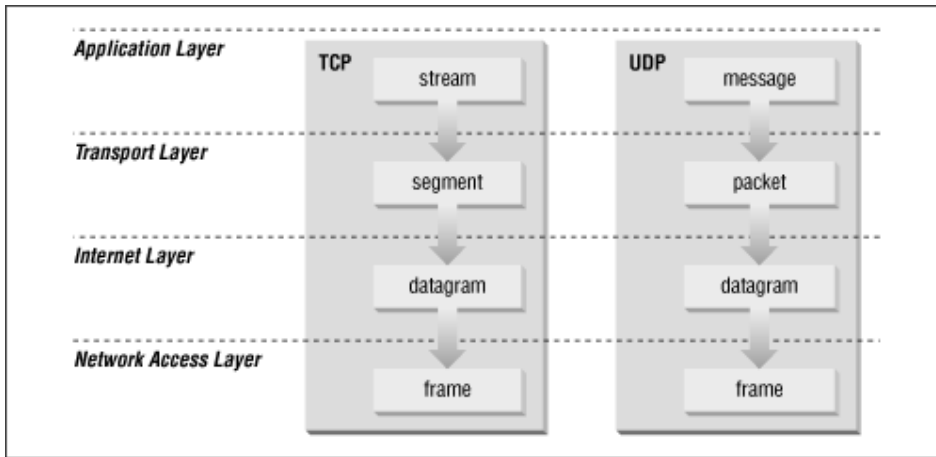 Application Layer
TCP
UDP
stream
message
Transport Layer
segment
packet
Internet Layer
datagram
datagram
Network Access Layer
frame
frame